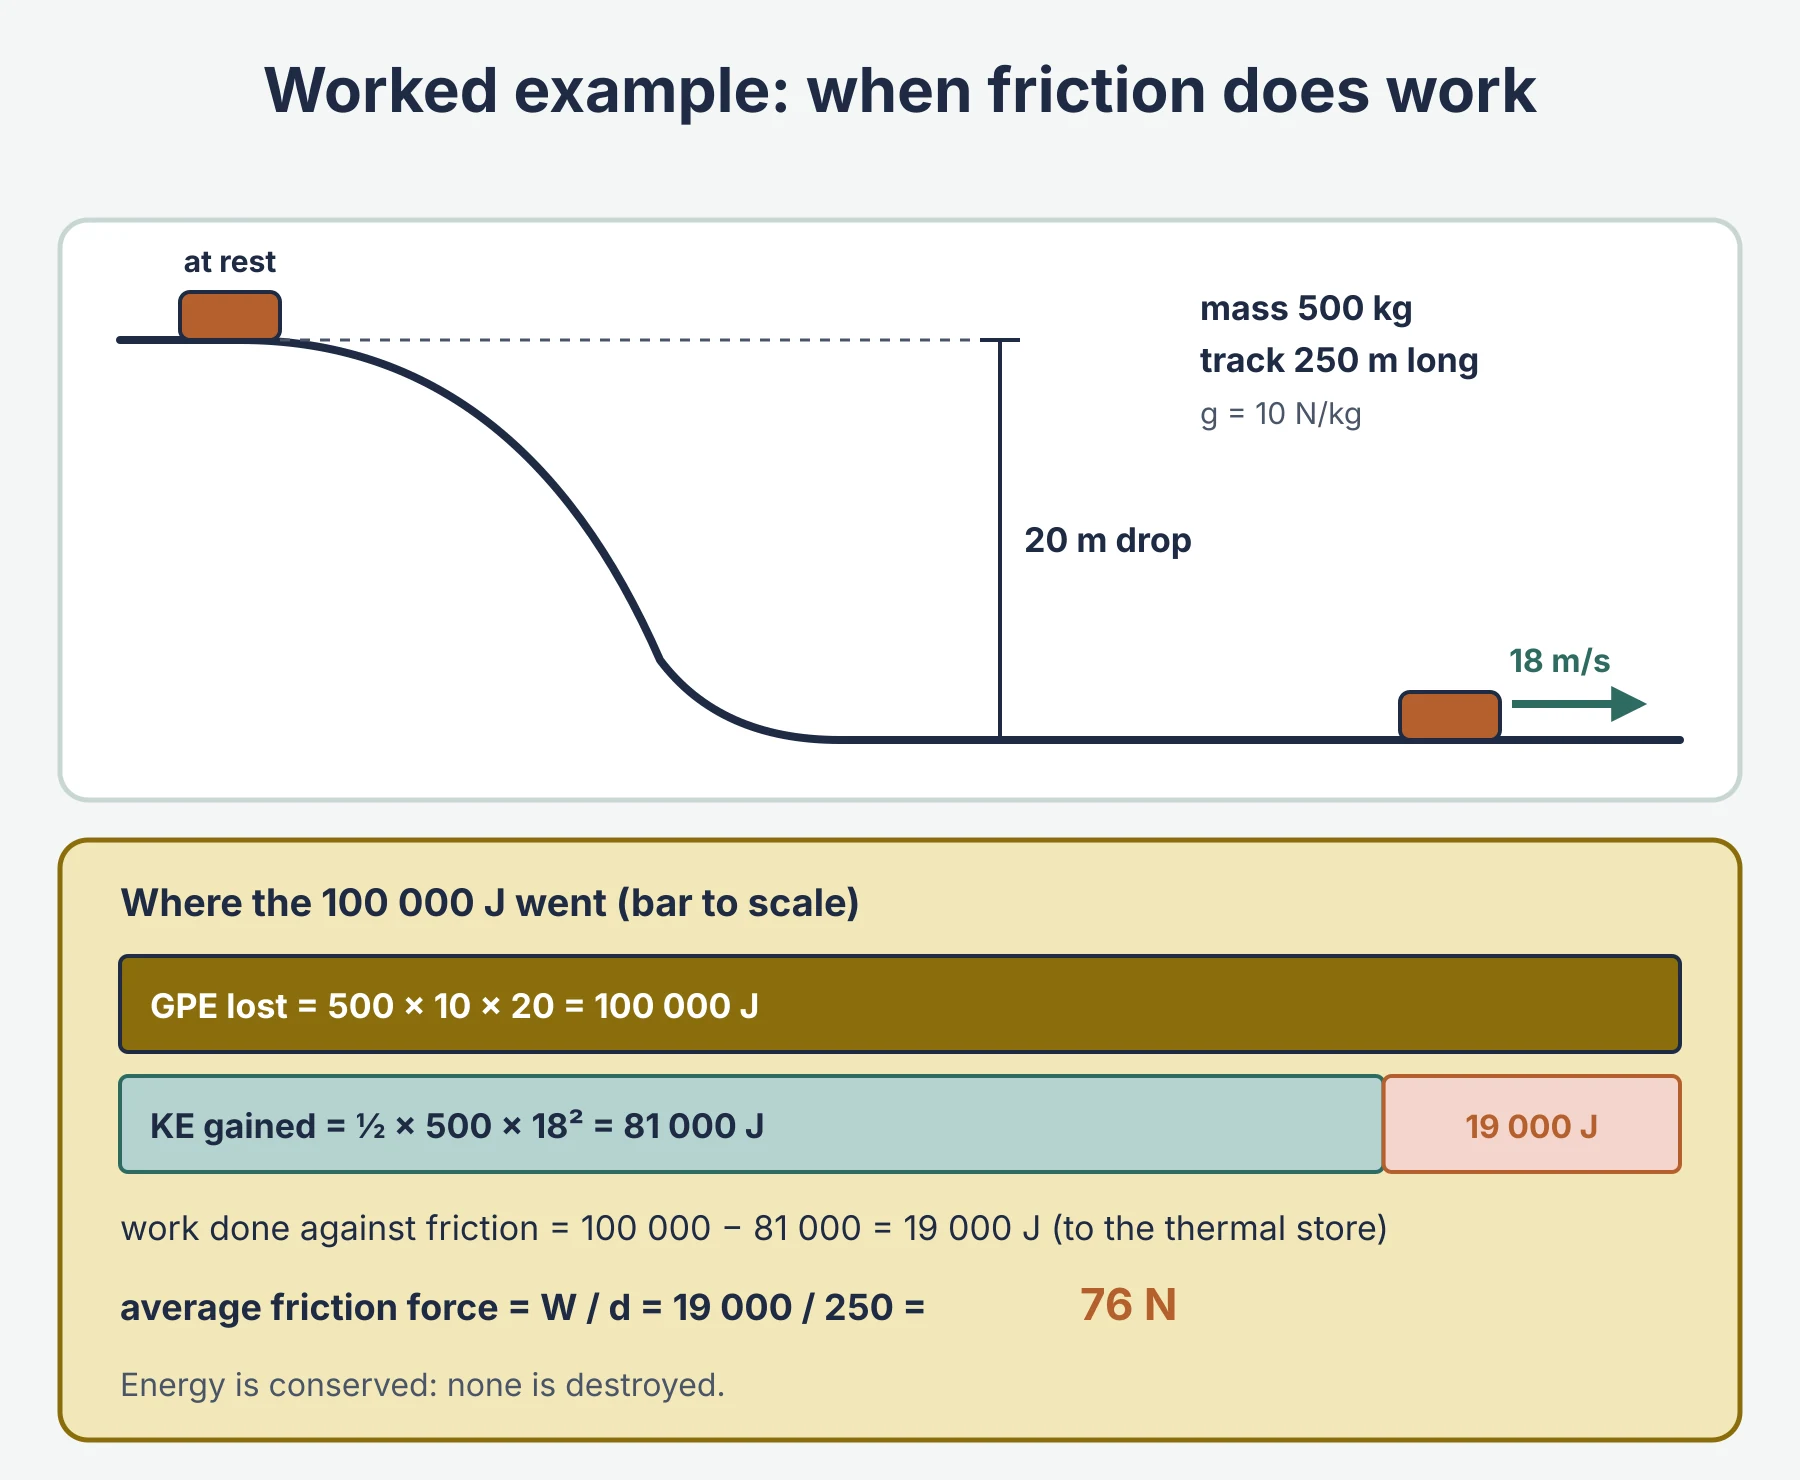 Worked example: when friction does work
at rest
mass 500 kg
track 250 m long
g = 10 N/kg
20 m drop
18 m/s
Where the 100 000 J went (bar to scale)
GPE lost = 500 × 10 × 20 = 100 000 J
KE gained = ½ × 500 × 18² = 81 000 J
19 000 J
work done against friction = 100 000 − 81 000 = 19 000 J (to the thermal store)
average friction force = W / d = 19 000 / 250 = 76 N
Energy is conserved: none is destroyed.